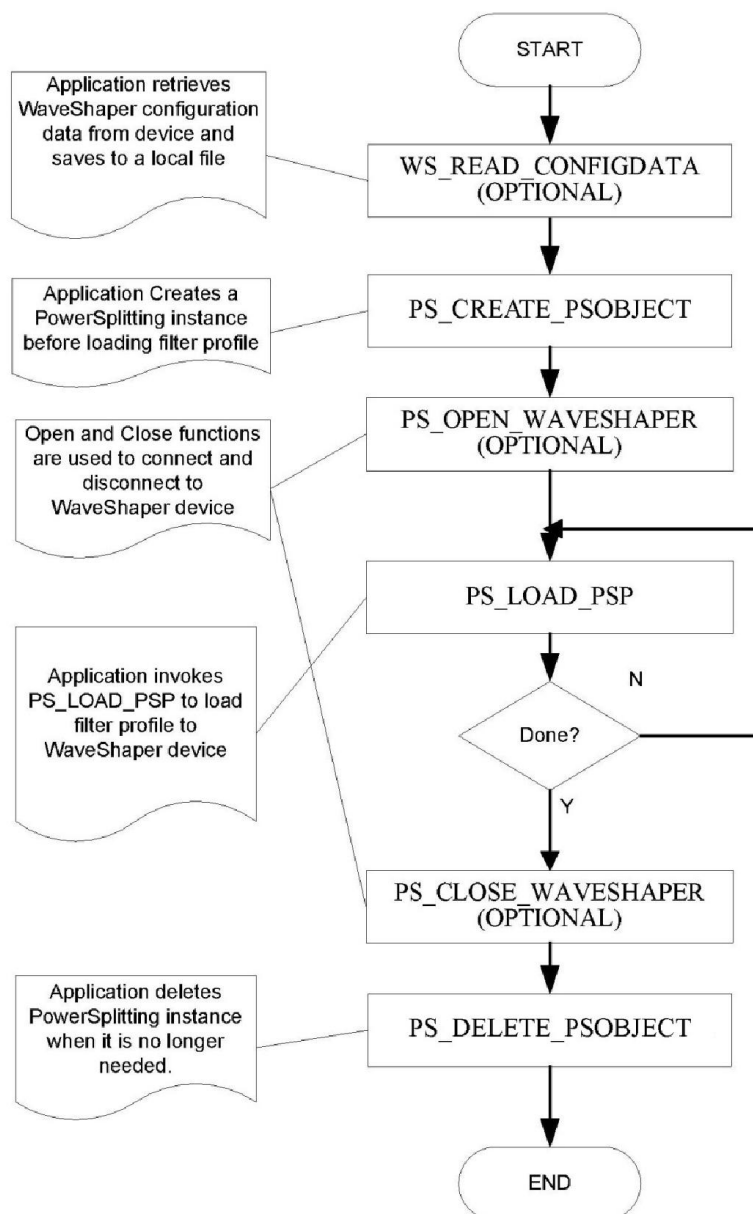 START
Application retrieves
WaveShaper configuration
data from device and
saves to a local file
WS_READ_CONFIGDATA
(OPTIONAL)
Application Creates a
PowerSplitting instance
before loading filter profile
PS_CREATE_PSOBJECT
Open and Close functions
are used to connect and
disconnect to
WaveShaper device
PS_OPEN_WAVESHAPER
(OPTIONAL)
PS_LOAD_PSP
Application invokes
PS_LOAD_PSP to load
filter profile to
WaveShaper device
N
Done?
Y
PS_CLOSE_WAVESHAPER
(OPTIONAL)
Application deletes
PowerSplitting instance
when it is no longer
needed.
PS_DELETE_PSOBJECT
END